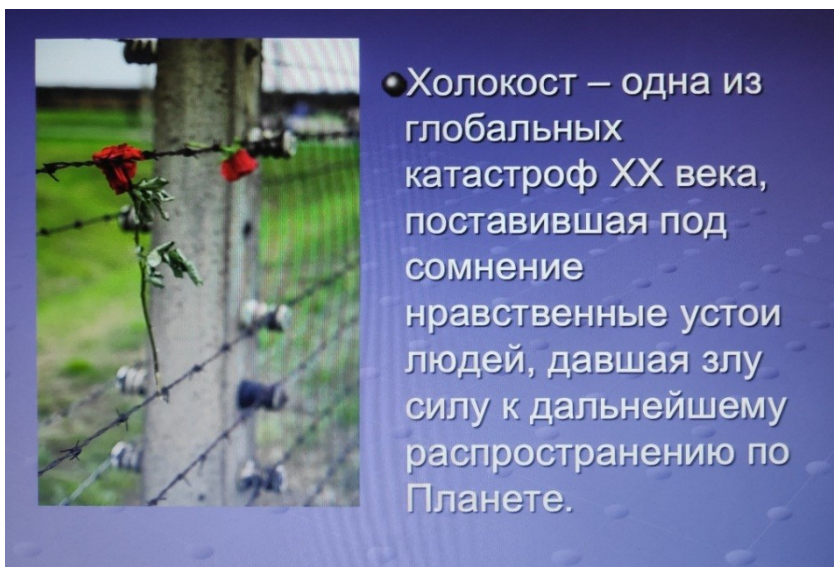 Холокост – одна из
глобальных
катастроф XX века,
поставившая под
сомнение
нравственные устои
людей, давшая злу
силу к дальнейшему
распространению по
Планете.